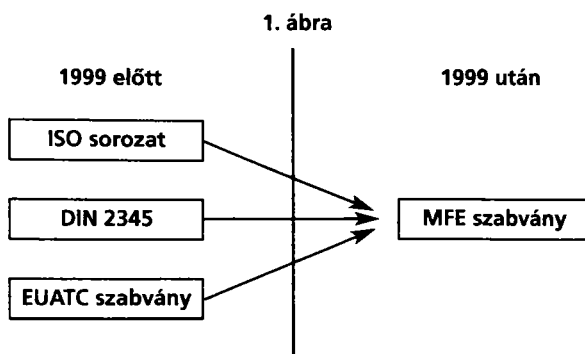 1. ábra
1999 előtt
1999 után
ISO sorozat
DIN 2345
MFE szabvány
EUATC szabvány